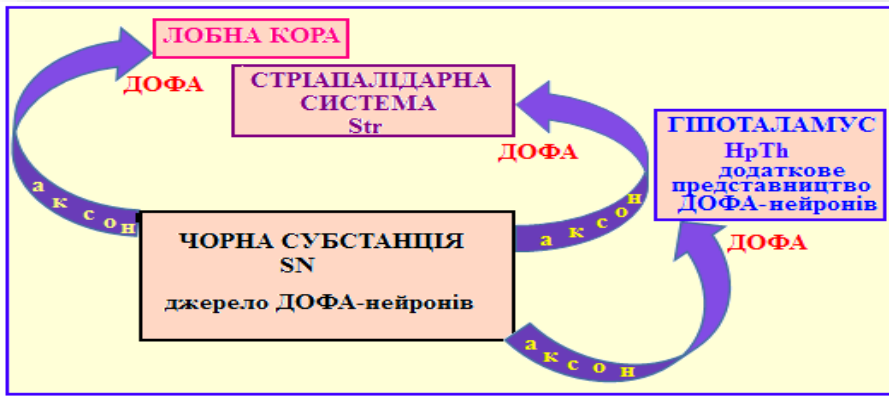 ЛОБНА КОРА
ДОФА
СТРІАПАЛІДАРНА
СИСТЕМА
Str
ДОФА
ГІПОТАЛАМУС
HpTh
додаткове
представництво
ДОФА-нейронів
ДОФА
аксон
аксон
ЧОРНА СУБСТАНЦІЯ
SN
джерело ДОФА-нейронів
аксон